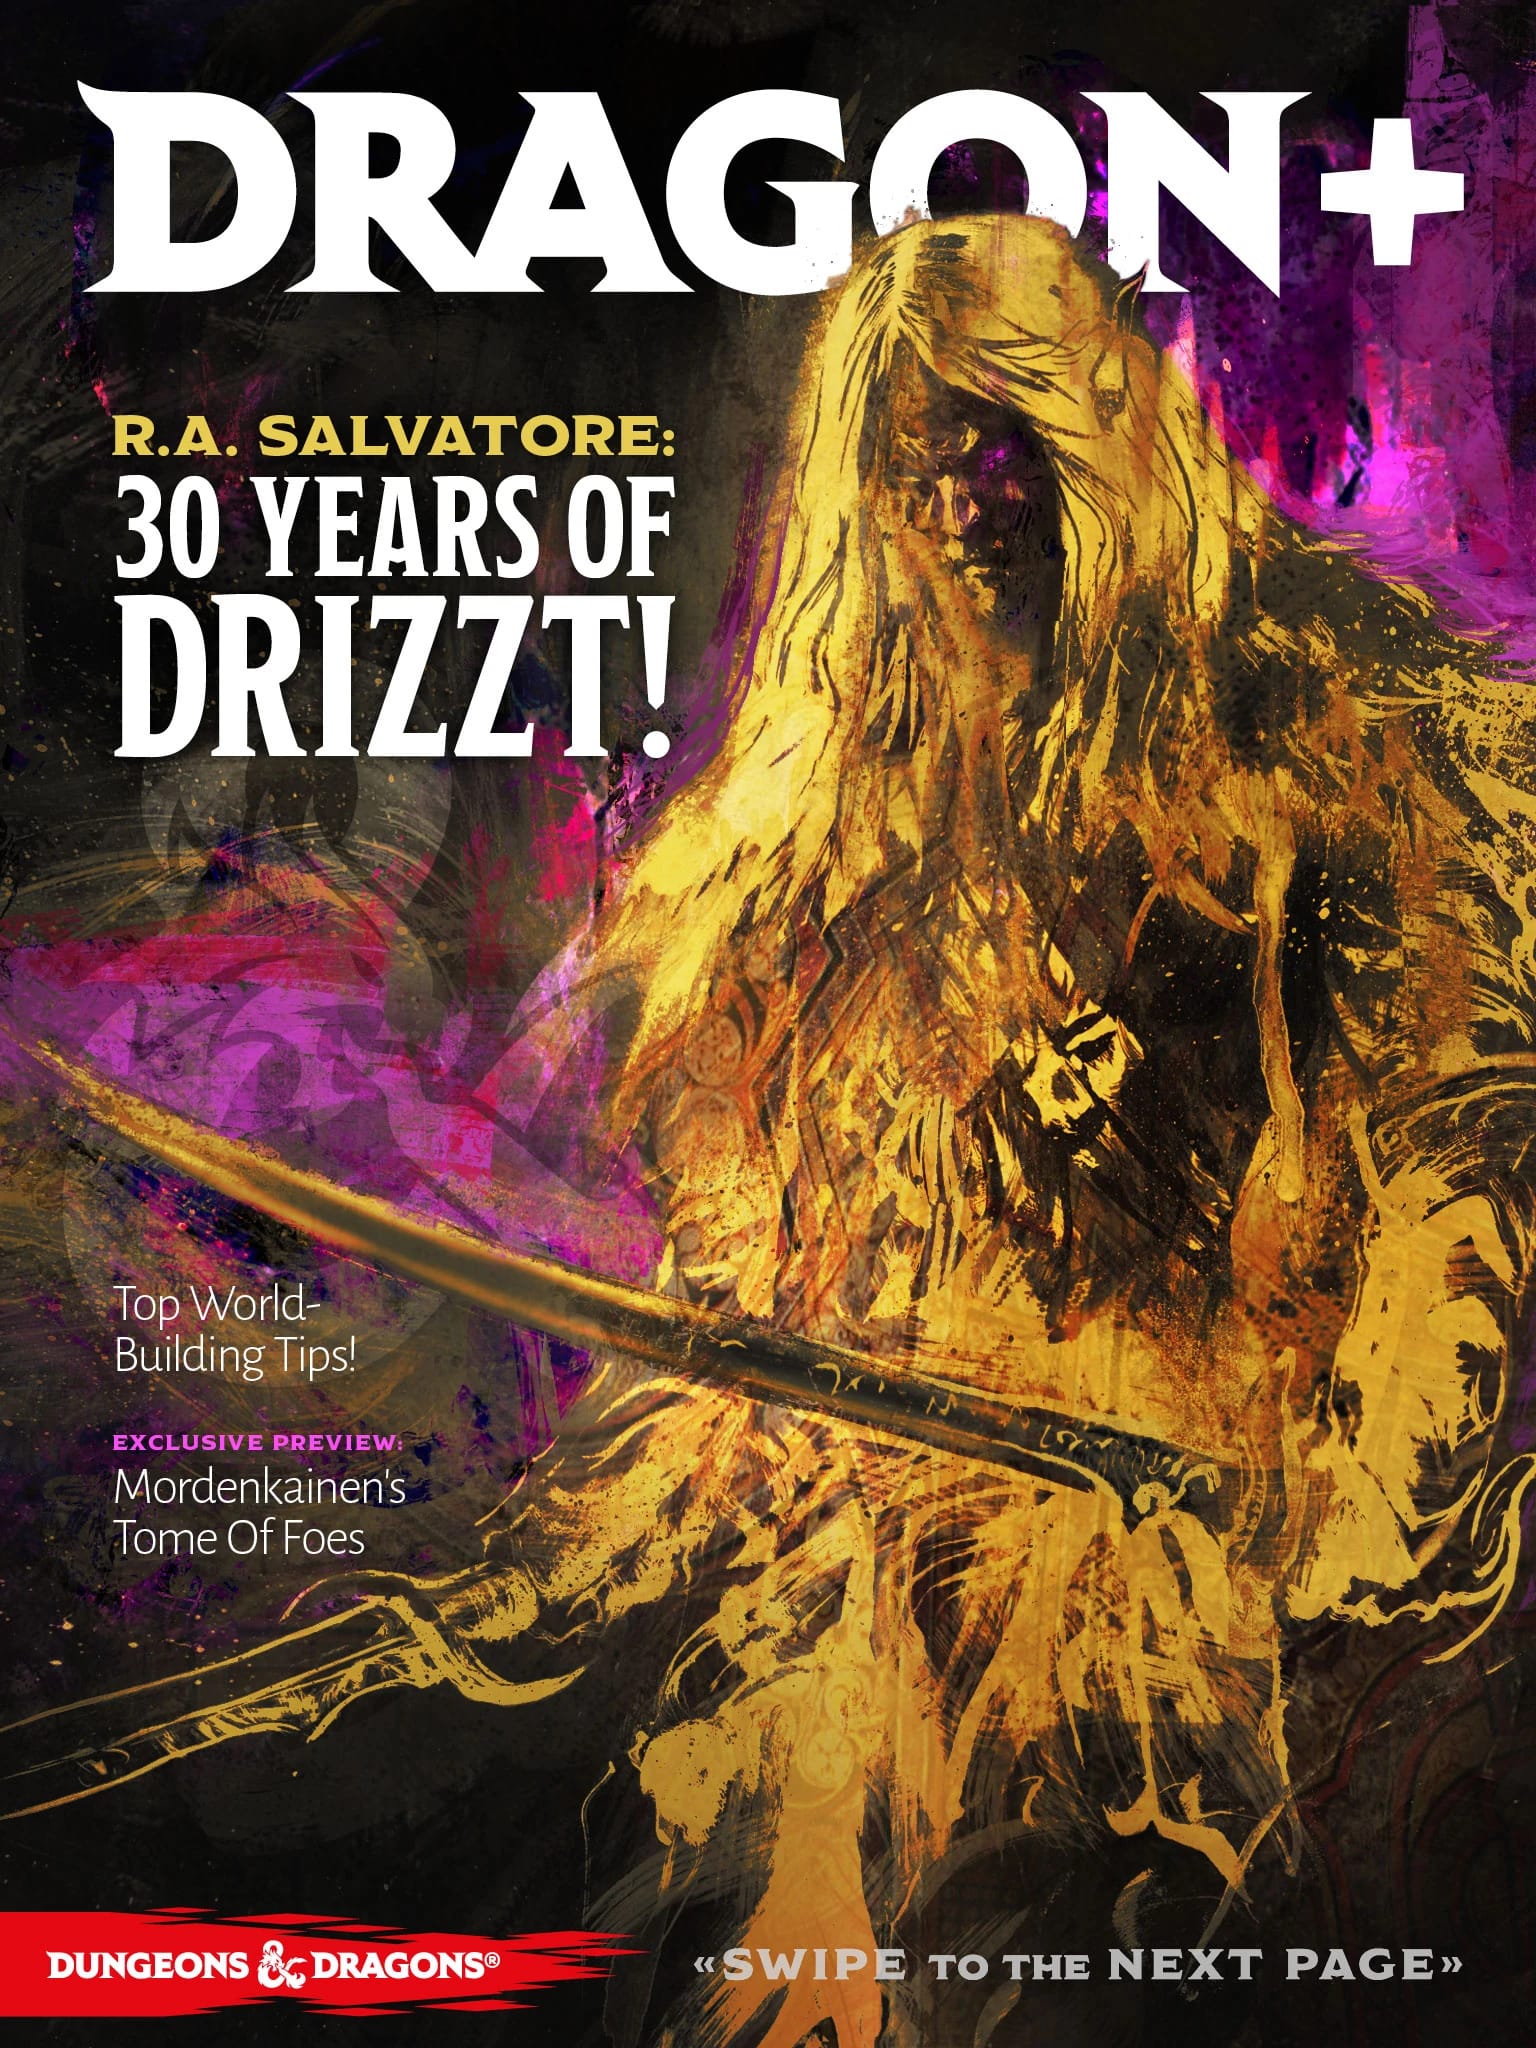 DRAGON+
R.A. SALVATORE:
30 YEARS OF
DRIZZT!
Top World-
Building Tips!
EXCLUSIVE PREVIEW:
Mordenkainen's
Tome Of Foes
DUNGEONS & DRAGONS®
«SWIPE TO THE NEXT PAGE»